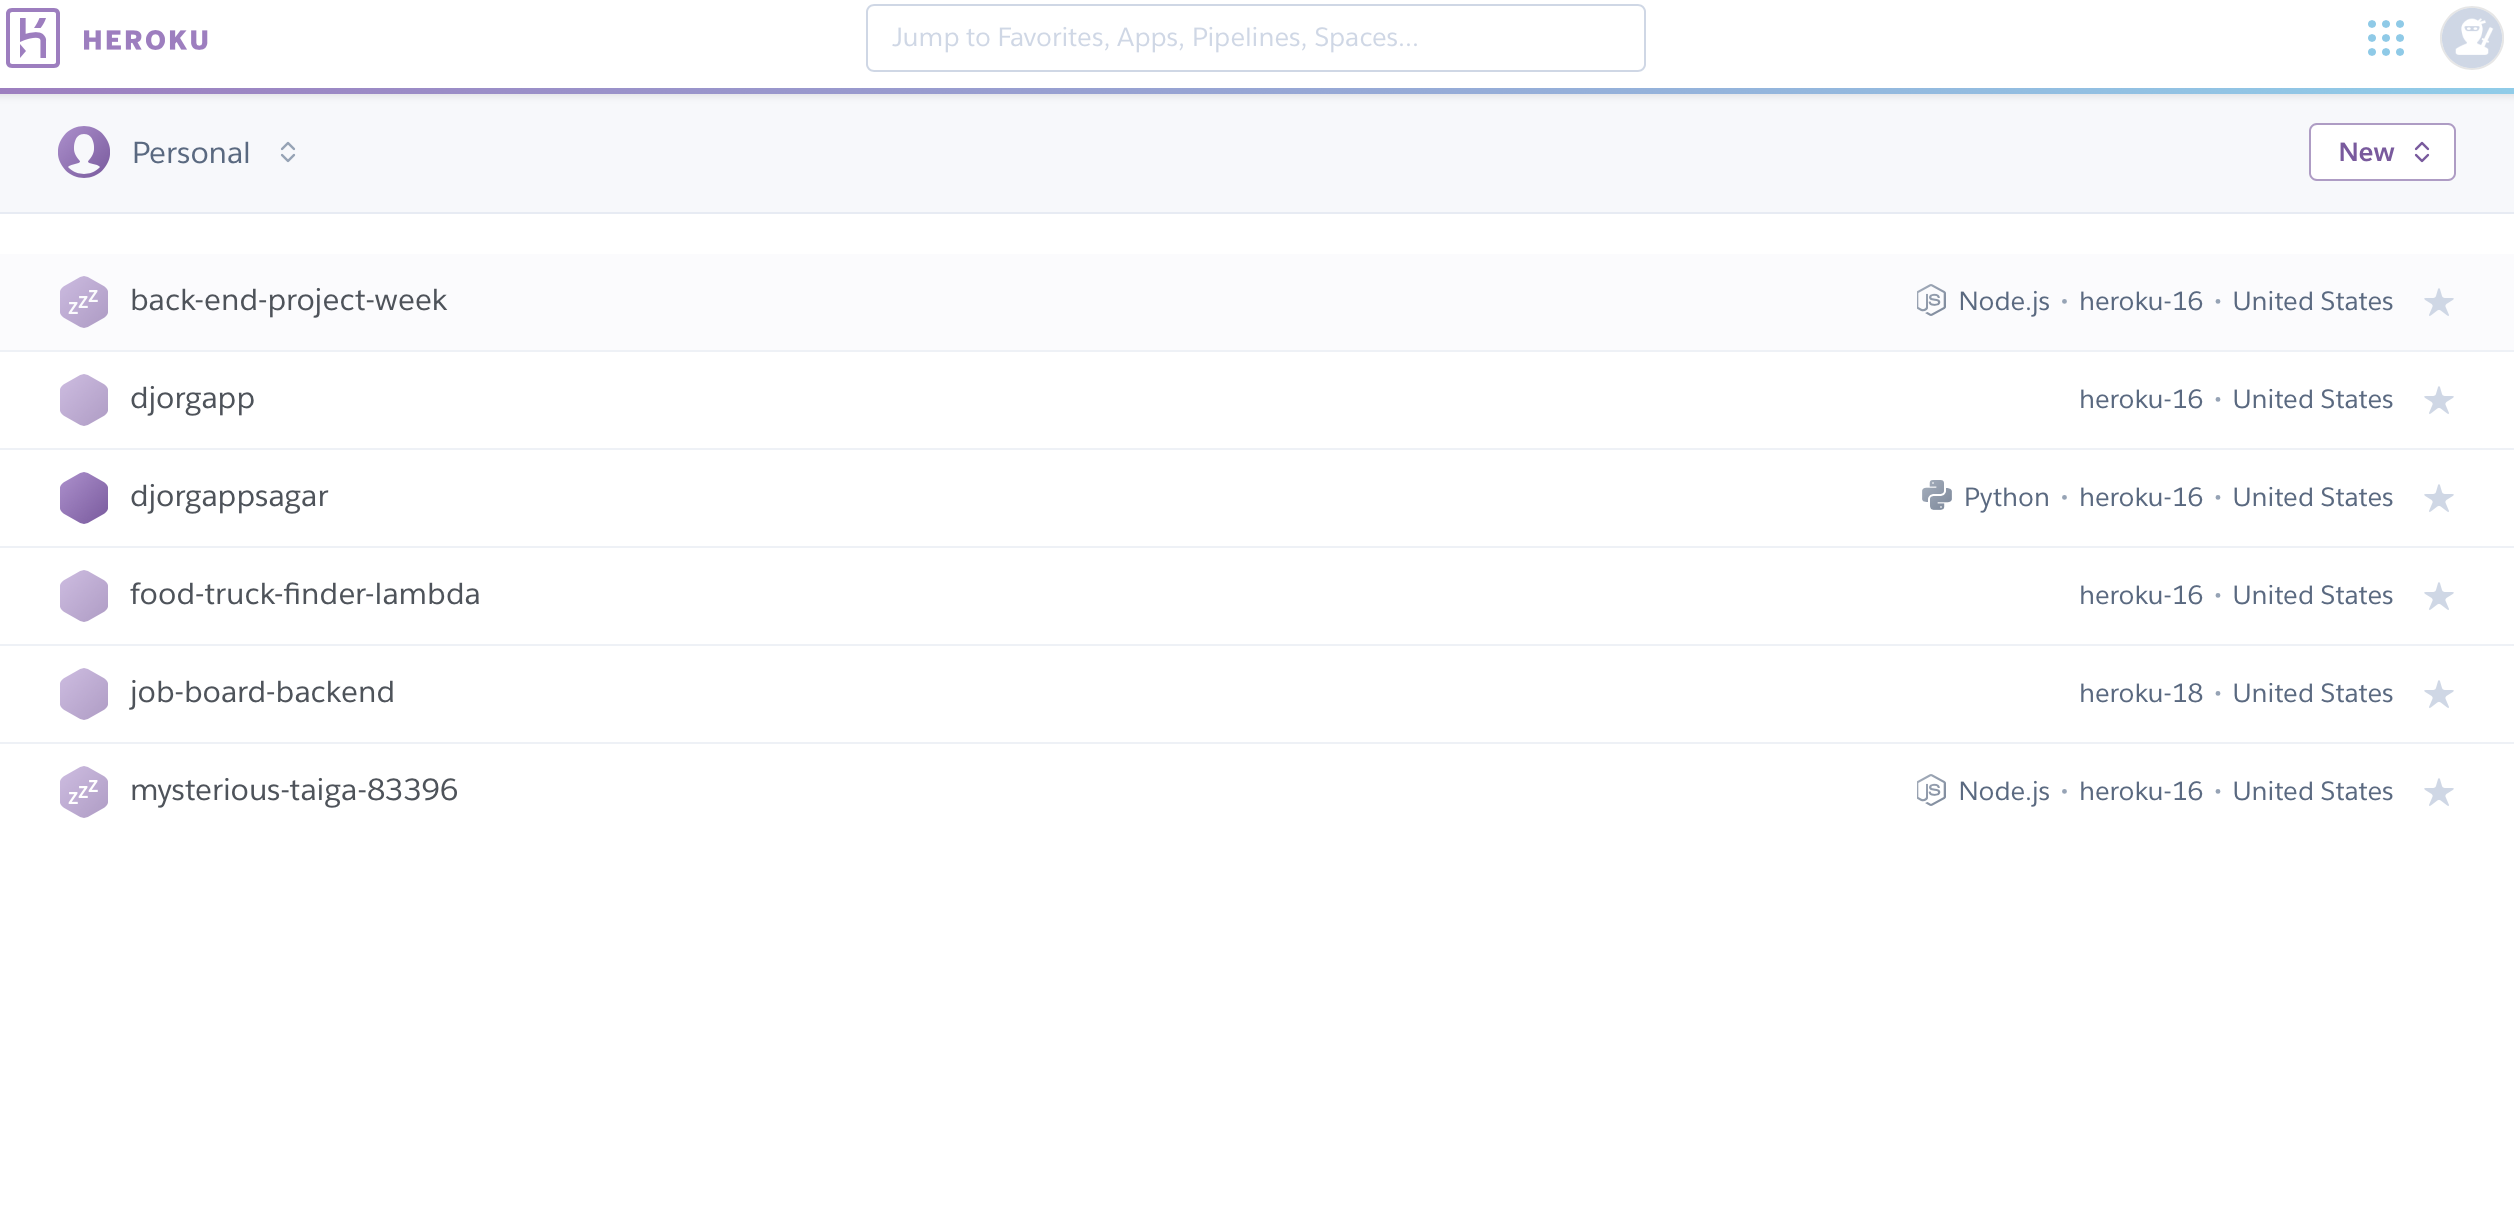 HEROKU
Jump to Favorites, Apps, Pipelines, Spaces...
Personal
New
zzz back-end-project-week JS Node.js • heroku-16 • United States
djorgapp heroku-16 • United States
djorgappsagar Python • heroku-16 • United States
food-truck-finder-lambda heroku-16 • United States
job-board-backend heroku-18 • United States
zzz mysterious-taiga-83396 JS Node.js • heroku-16 • United States